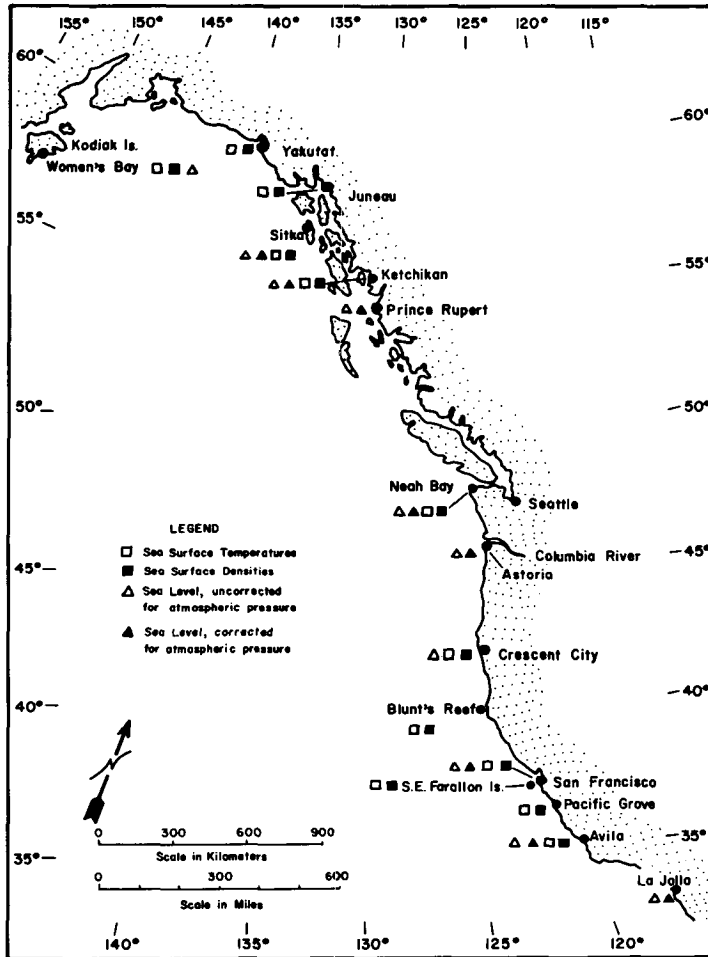 155° 150° 145° 140° 135° 130° 125° 120° 115°
60°
60°
Kodiak Is.
Women's Bay
Yakutat
Juneau
55°
Sitka
55°
Ketchikan
Prince Rupert
50°
50°
Neah Bay
Seattle
LEGEND
Sea Surface Temperatures
Sea Surface Densities
Sea Level, uncorrected
for atmospheric pressure
Sea Level, corrected
for atmospheric pressure
45°
45°
Columbia River
Astoria
Crescent City
40°
40°
Blunt's Reef
San Francisco
S.E. Farallon Is.
Pacific Grove
Avila
35°
35°
La Jolla
0 300 600 900
Scale in Kilometers
0 300 600
Scale in Miles
140° 135° 130° 125° 120°